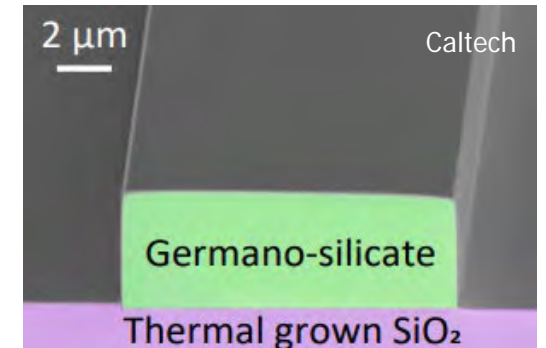 2 μm
Caltech
Germano-silicate
Thermal grown SiO₂